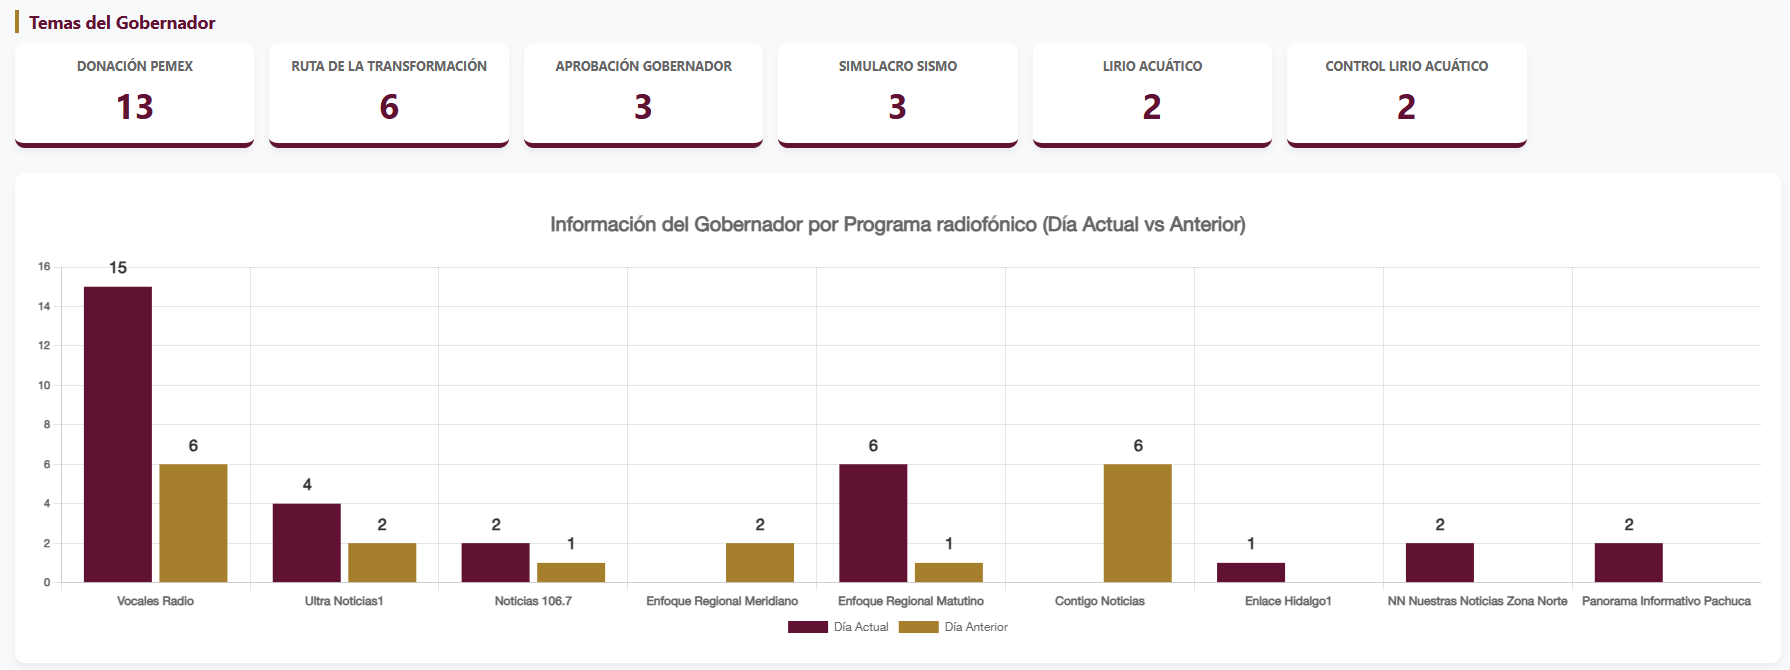 Temas del Gobernador
DONACIÓN PEMEX
13
RUTA DE LA TRANSFORMACIÓN
6
APROBACIÓN GOBERNADOR
3
SIMULACRO SISMO
3
LIRIO ACUÁTICO
2
CONTROL LIRIO ACUÁTICO
2
Información del Gobernador por Programa radiofónico (Día Actual vs Anterior)
16
14
12
10
8
6
4
2
0
15
6
4
2
2
1
2
6
1
6
1
2
2
Vocales Radio
Ultra Noticias1
Noticias 106.7
Enfoque Regional Meridiano
Enfoque Regional Matutino
Contigo Noticias
Enlace Hidalgo1
NN Nuestras Noticias Zona Norte
Panorama Informativo Pachuca
Día Actual
Día Anterior